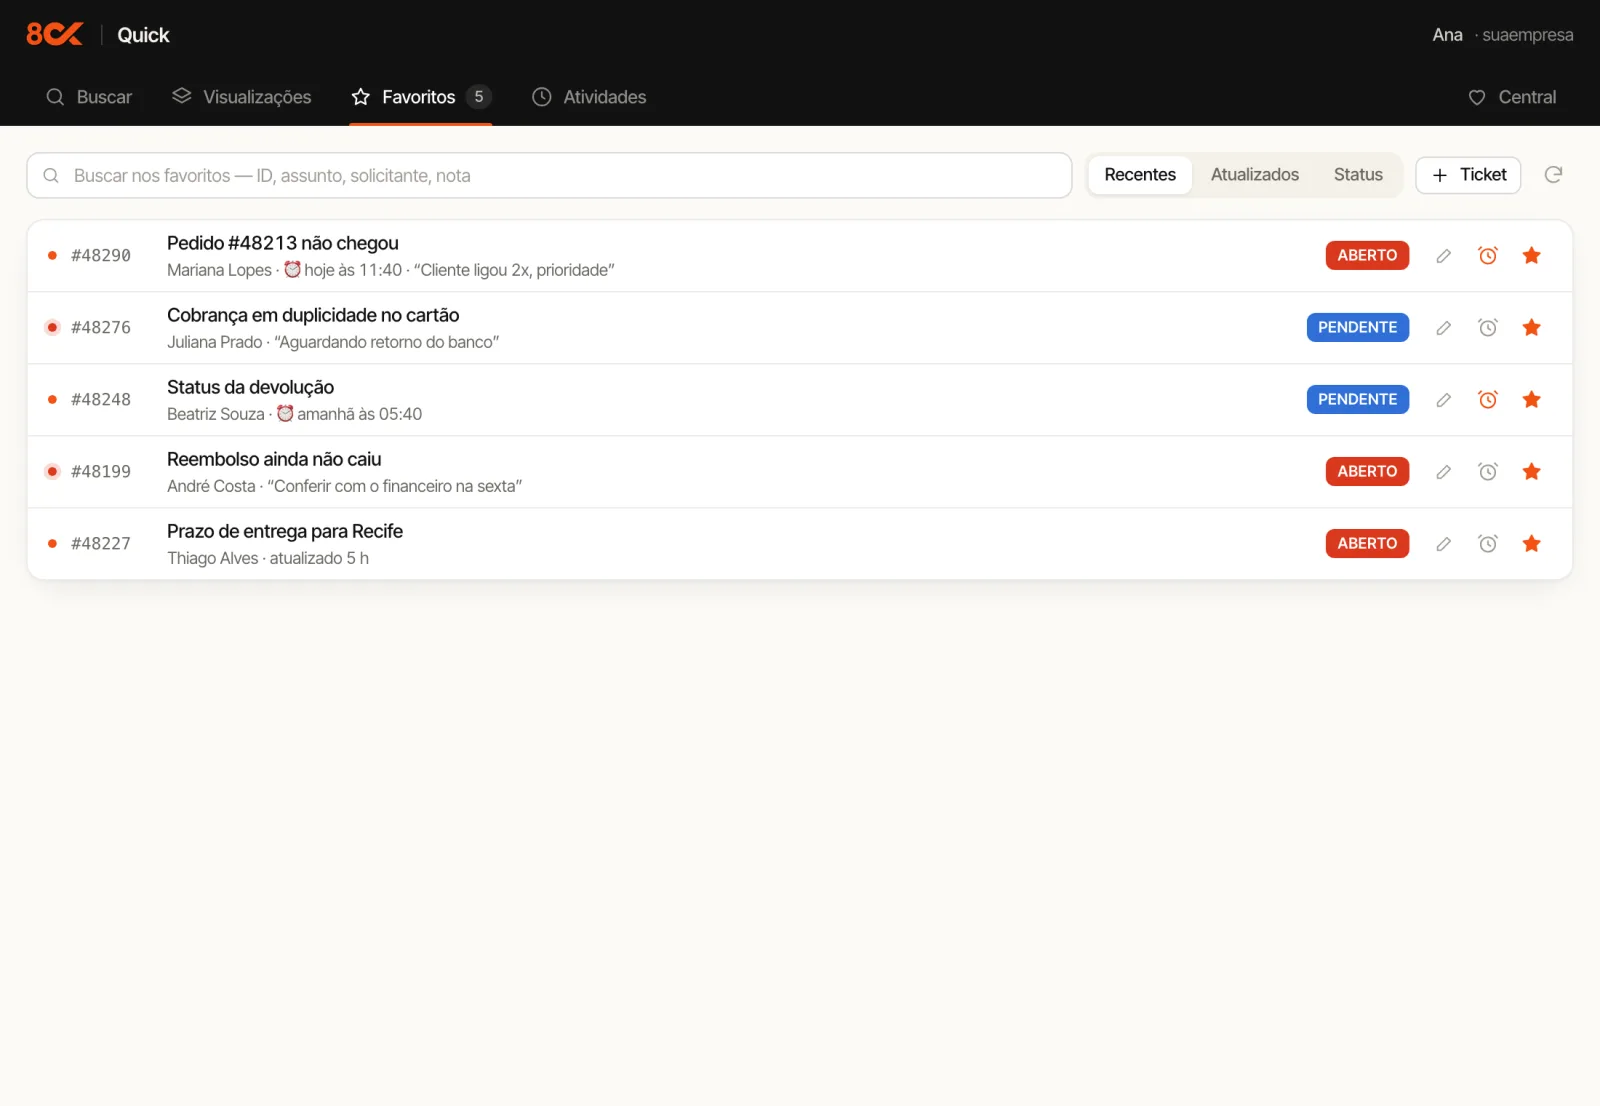 Quick
Ana · suaempresa
Buscar
Visualizações
Favoritos 5
Atividades
Central
Buscar nos favoritos — ID, assunto, solicitante, nota
Recentes
Atualizados
Status
+ Ticket
#48290
Pedido #48213 não chegou
Mariana Lopes · ⏰ hoje às 11:40 · “Cliente ligou 2x, prioridade”
ABERTO
#48276
Cobrança em duplicidade no cartão
Juliana Prado · “Aguardando retorno do banco”
PENDENTE
#48248
Status da devolução
Beatriz Souza · ⏰ amanhã às 05:40
PENDENTE
#48199
Reembolso ainda não caiu
André Costa · “Conferir com o financeiro na sexta”
ABERTO
#48227
Prazo de entrega para Recife
Thiago Alves · atualizado 5 h
ABERTO